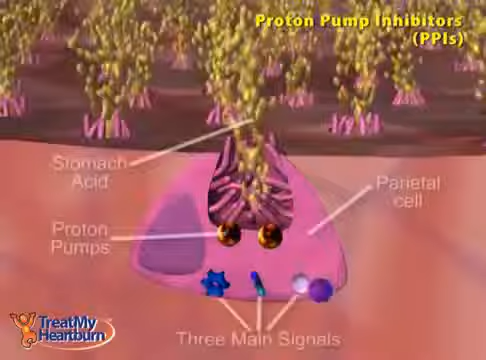 Proton Pump Inhibitors
(PPIs)
Stomach
Acid
Parietal
cell
Proton
Pumps
Three Main Signals
TreatMy
Heartburn